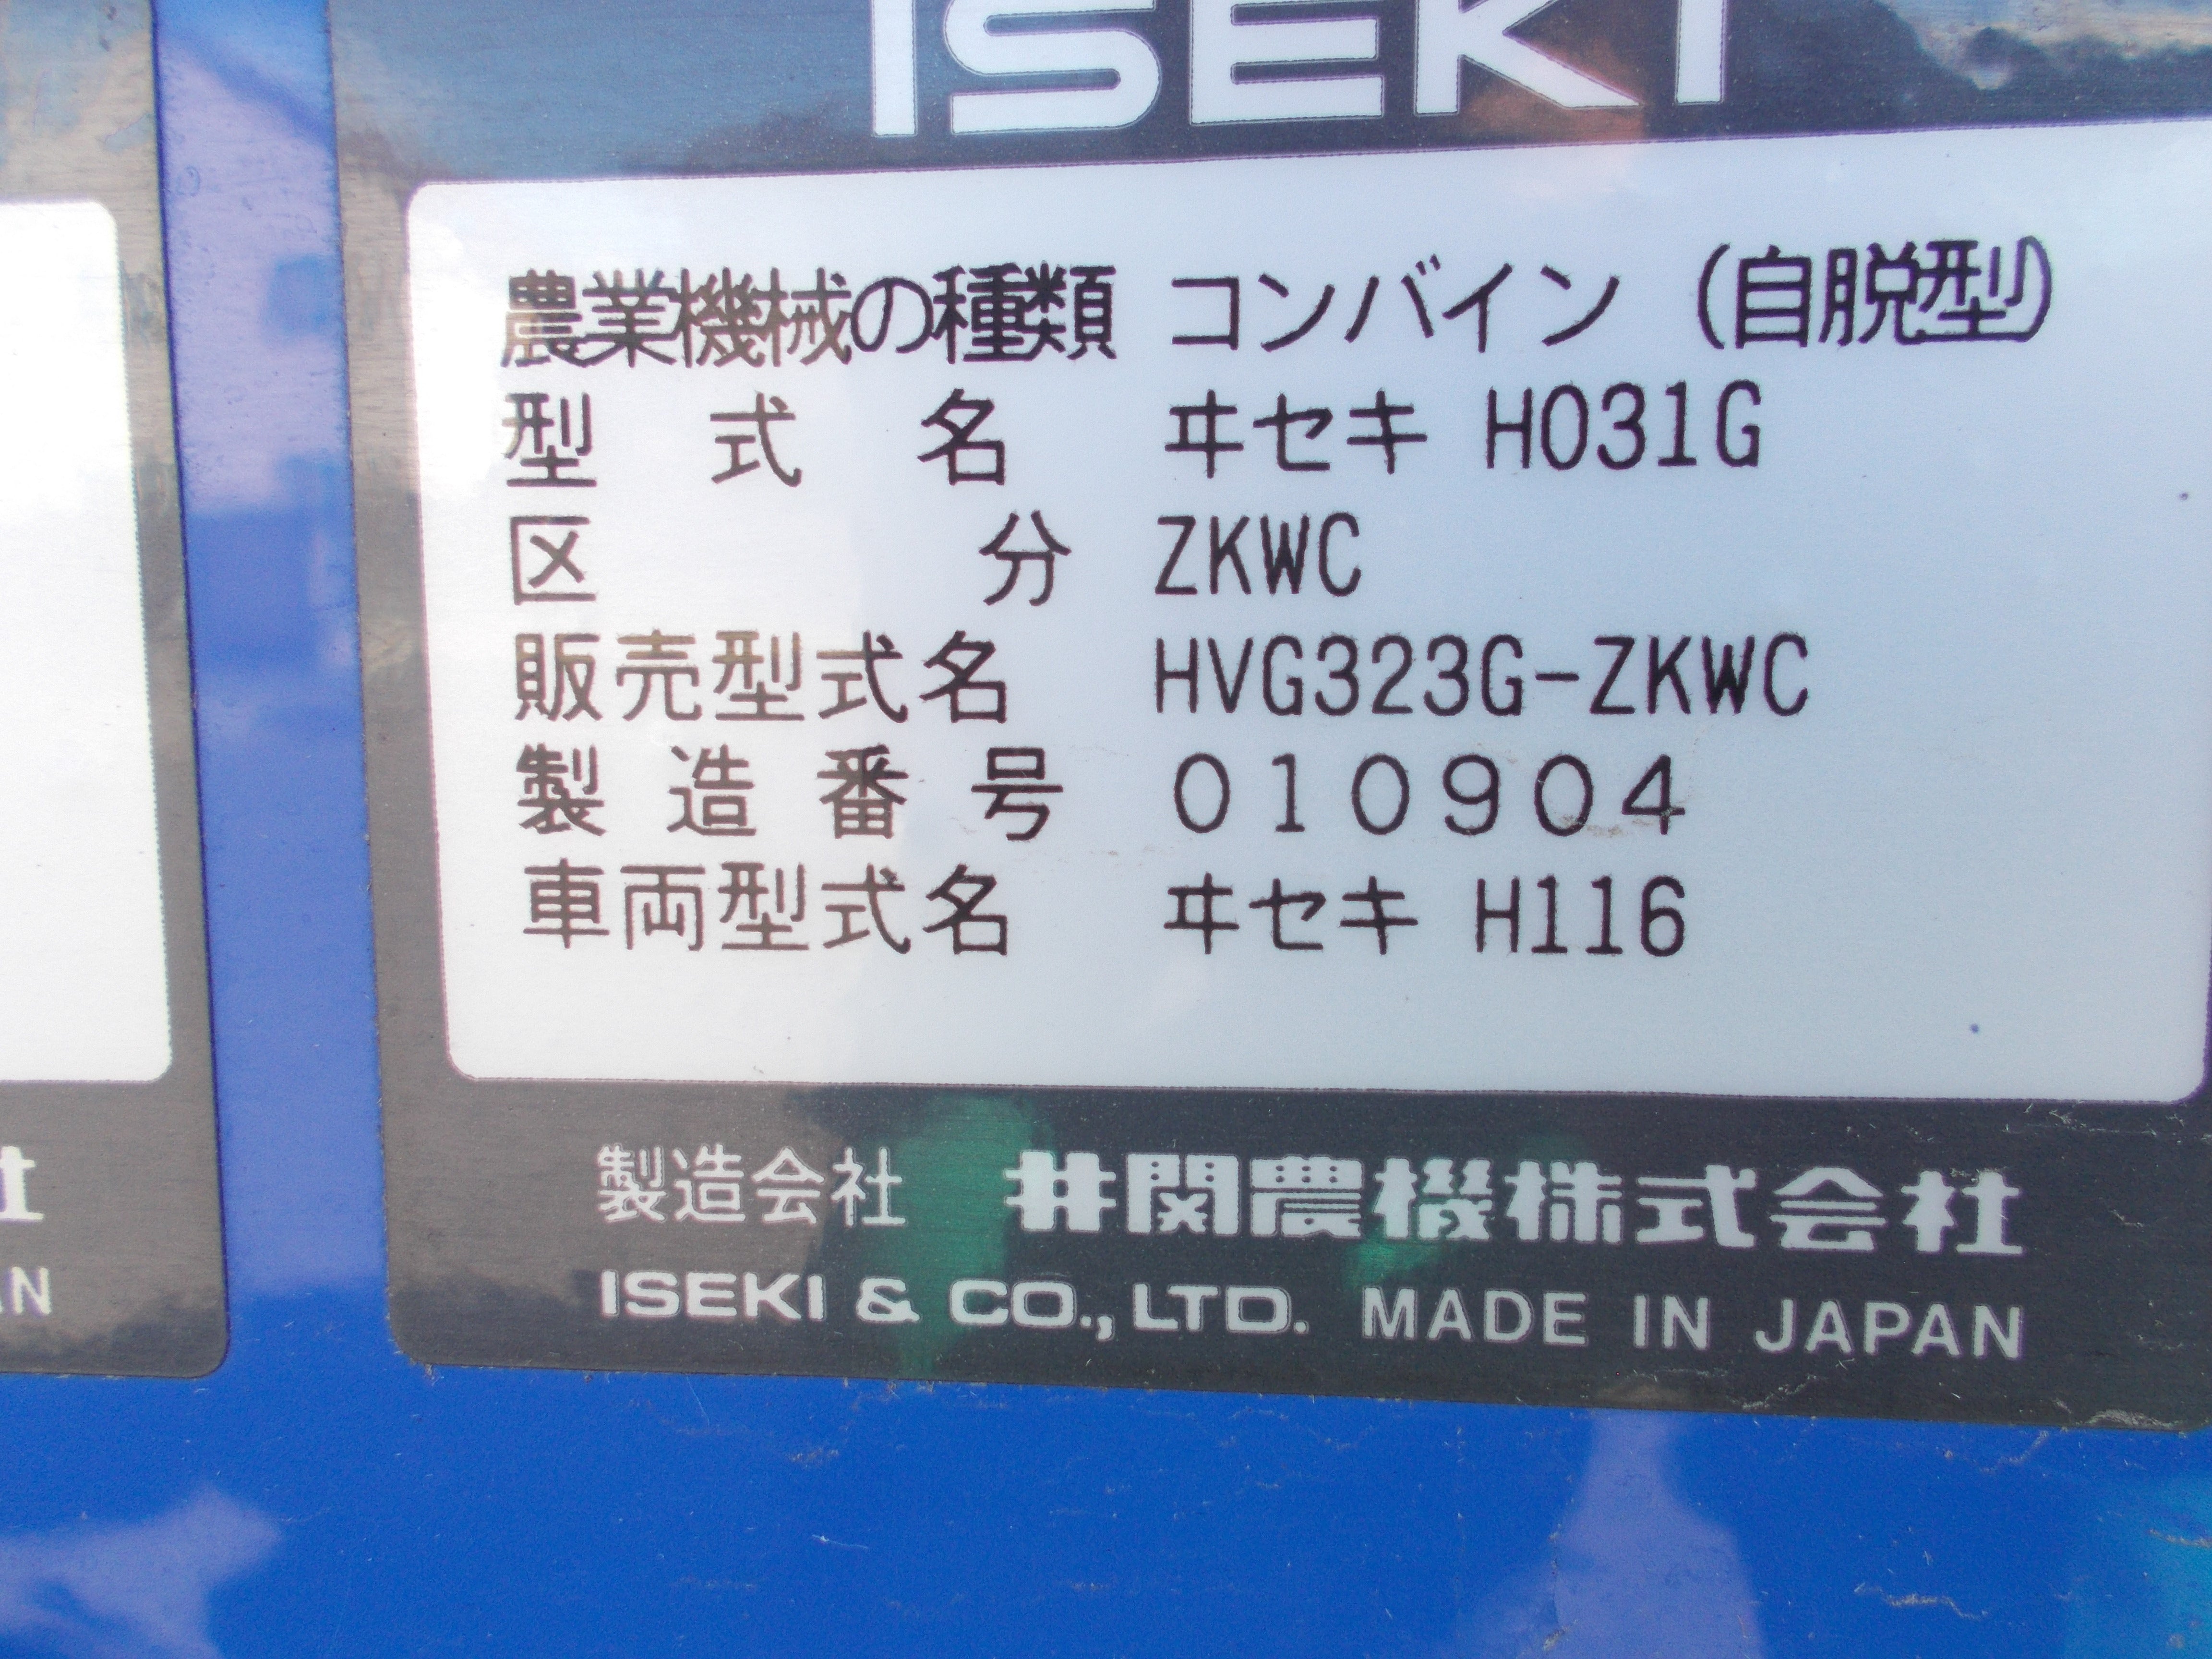 ISEKI
農業機械の種類 コンバイン (自脱型)
型式名 ヰセキ H031G
区分 ZKWC
販売型式名 HVG323G-ZKWC
製造番号 010904
車両型式名 ヰセキ H116
製造会社 井関農機株式会社
ISEKI & CO., LTD. MADE IN JAPAN
社
AN